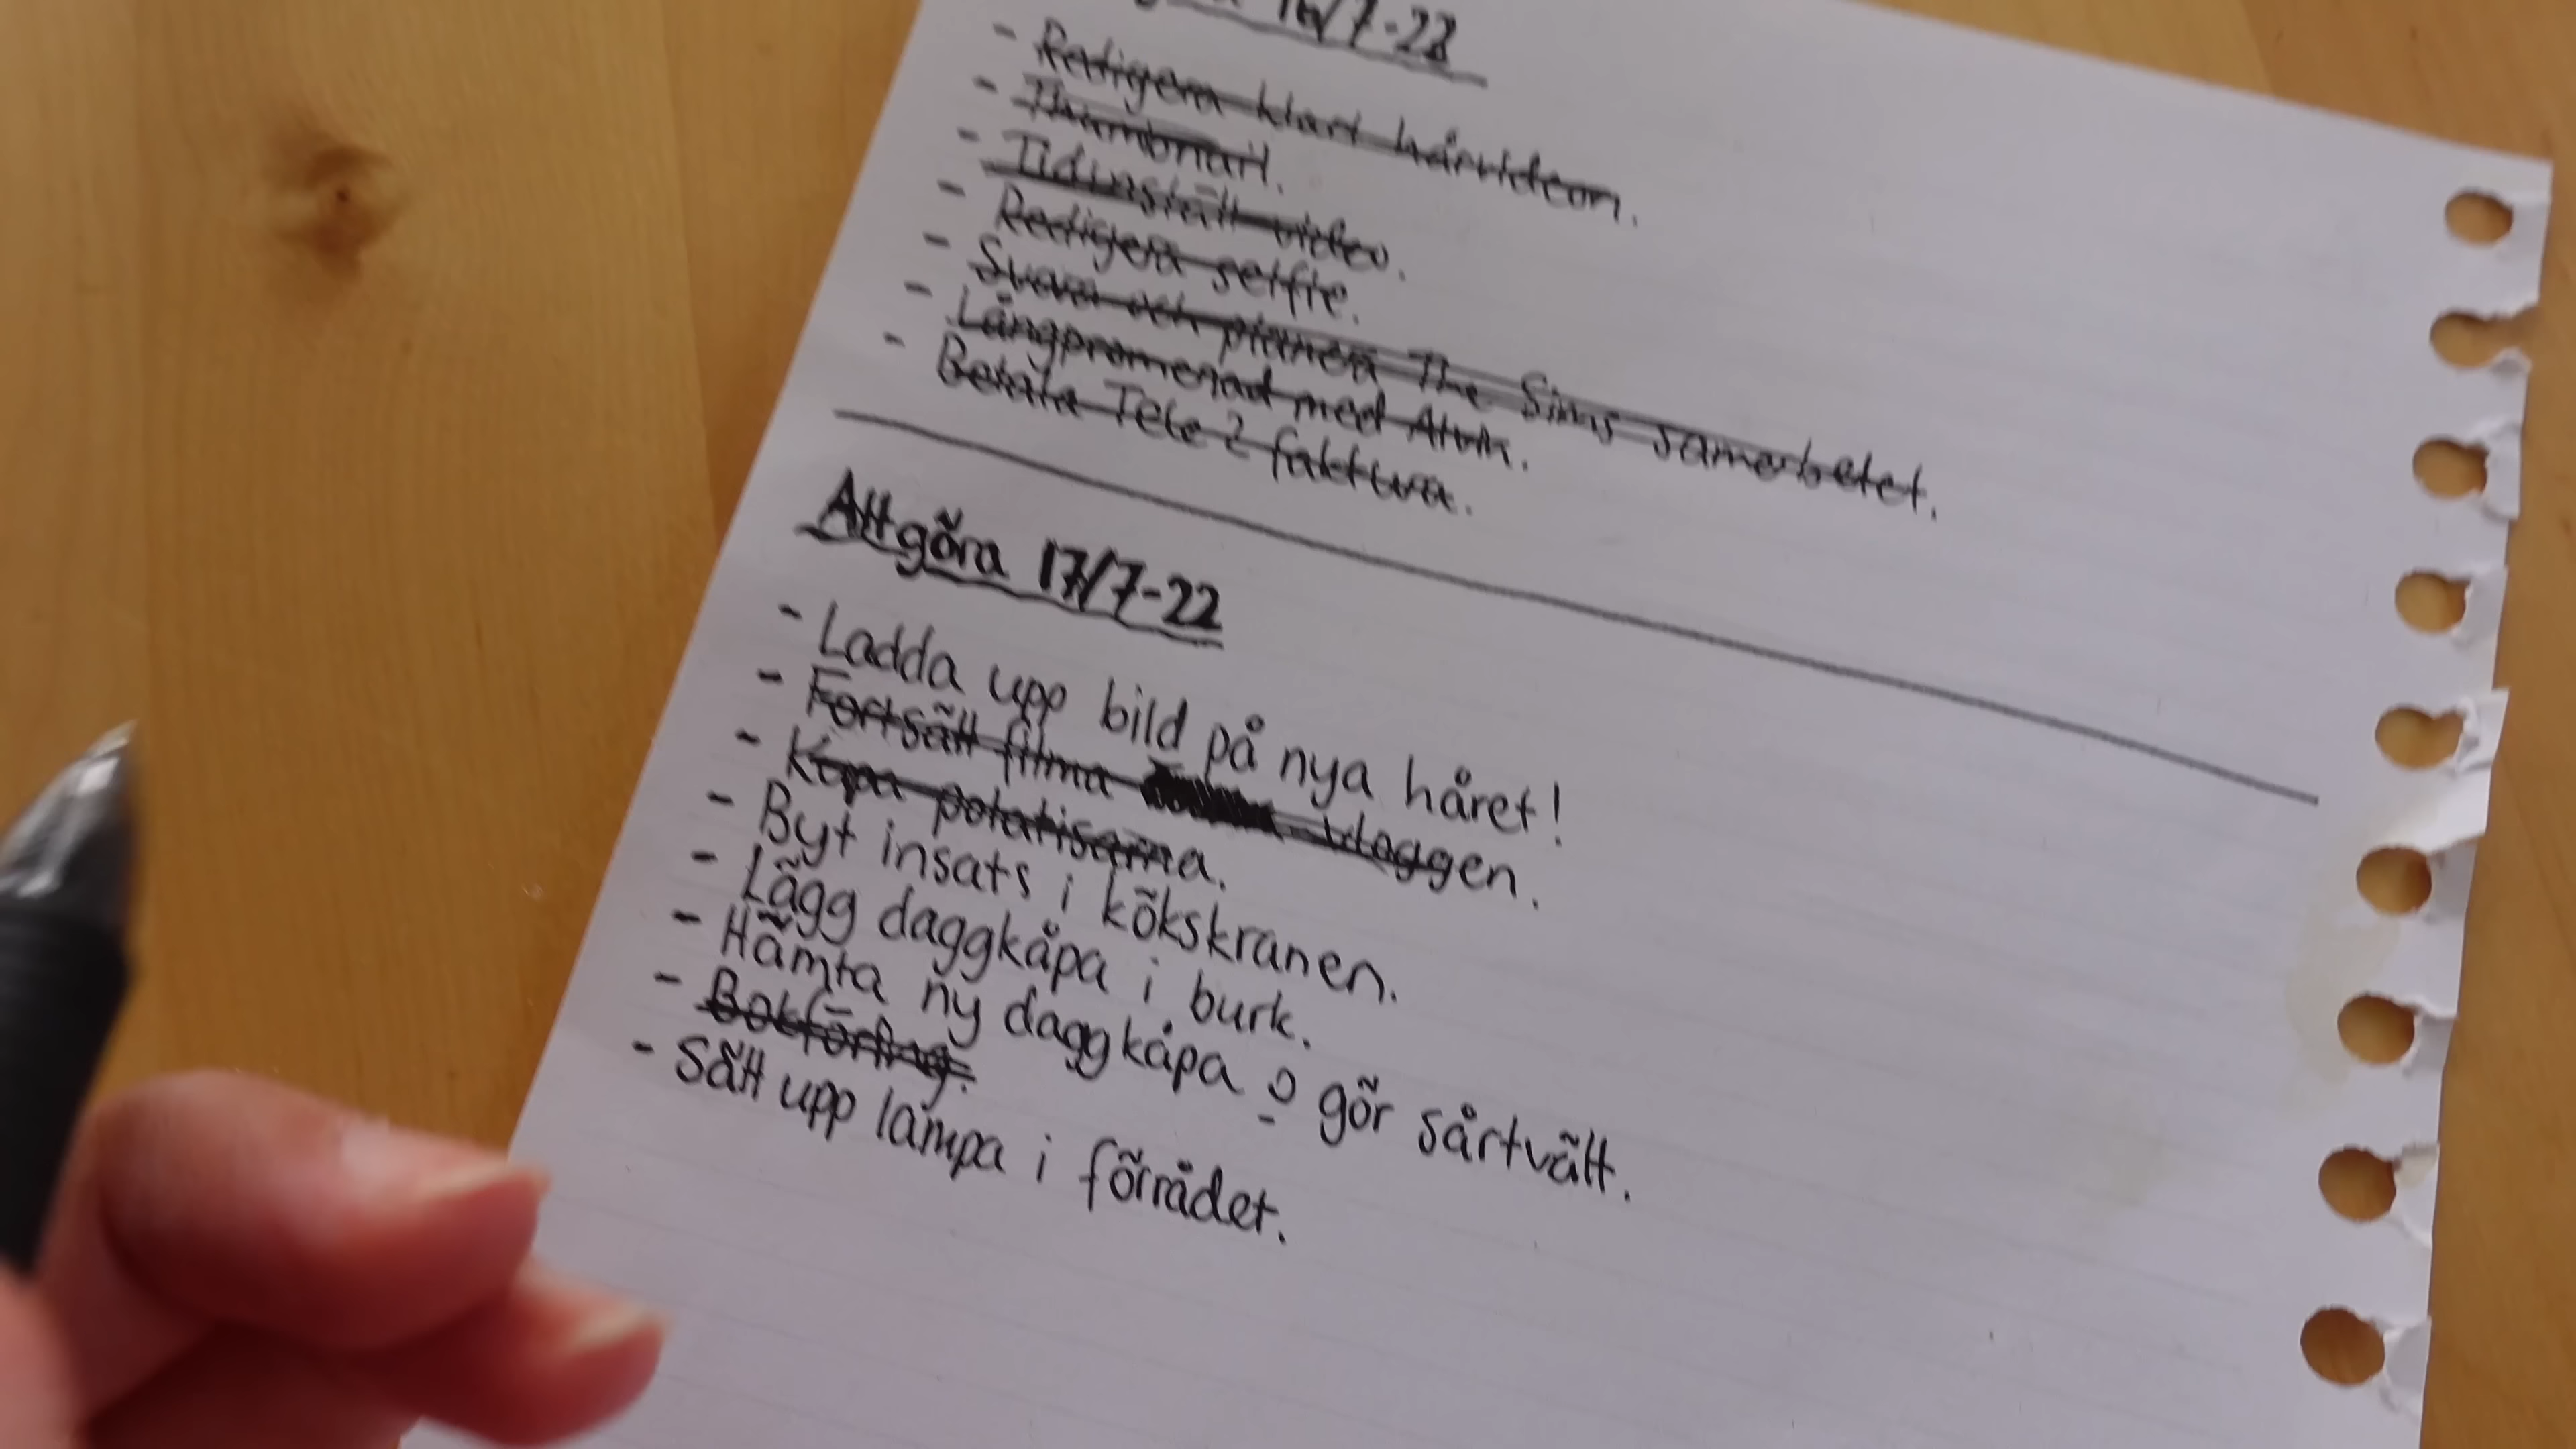 16/7-22
- Redigera klart hårvideon.
- Thumbnail.
- Tidinställ video.
- Redigera selfie.
- Svara och planera The Sims samarbetet.
- Långpromenad med Alvin.
- Betala Tele 2 faktura.
Att göra 17/7-22
- Ladda upp bild på nya håret!
- Fortsätt filma vloggen.
- Köpa potatisarna.
- Byt insats i kökskranen.
- Lägg daggkåpa i burk.
- Hämta ny daggkåpa o gör sårtvätt.
- Bokföring.
- Sätt upp lampa i förrådet.